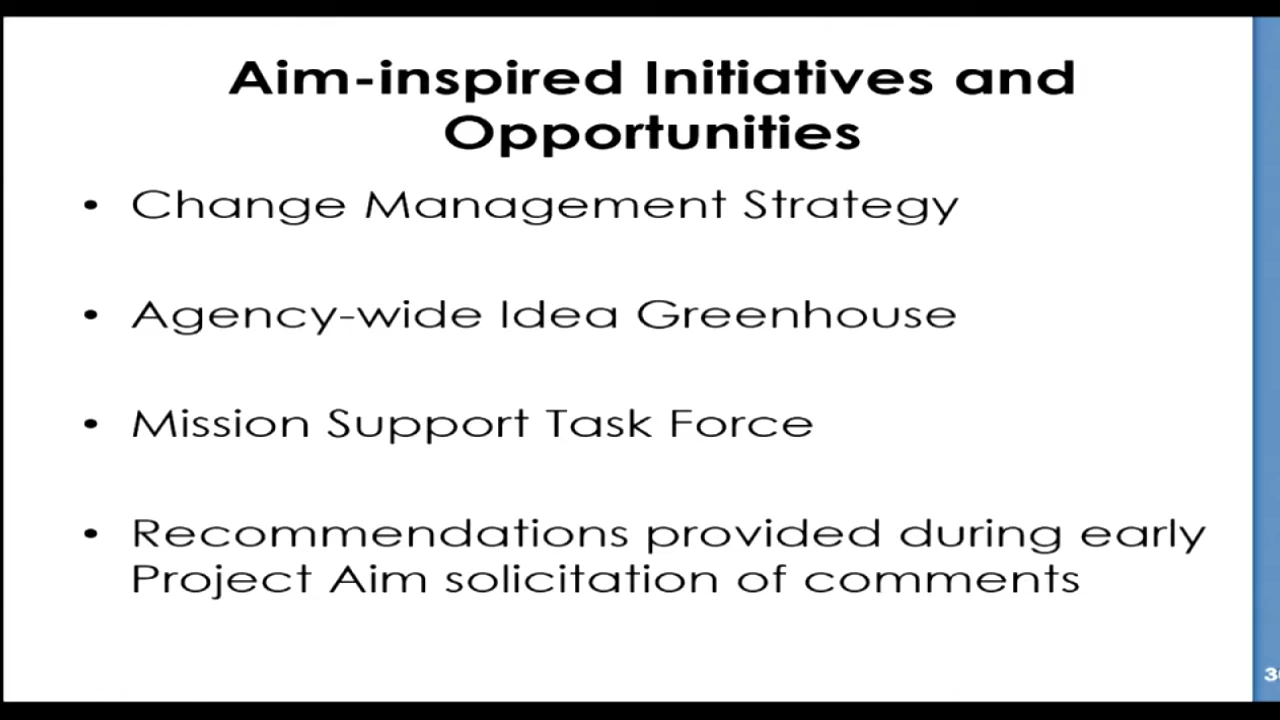 Aim-inspired Initiatives and
Opportunities
• Change Management Strategy
• Agency-wide Idea Greenhouse
• Mission Support Task Force
• Recommendations provided during early
Project Aim solicitation of comments